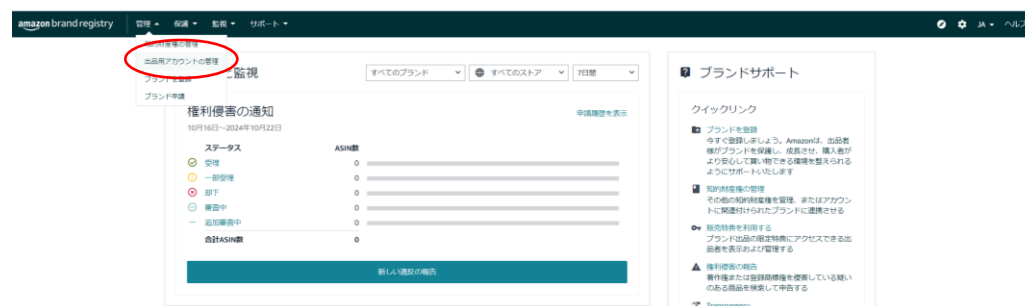 amazon brand registry 管理 保護 監視 サポート JA ヘルプ
出品用アカウントの管理
ブランド申請
監視 すべてのブランド すべてのストア 7日間
権利侵害の通知 申請履歴を表示
10月16日~2024年10月22日
ステータス ASIN数
受理 0
一部受理 0
却下 0
審査中 0
追加審査中 0
合計ASIN数 0
新しい違反の報告
ブランドサポート
クイックリンク
ブランドを登録
今すぐ登録しましょう。Amazonは、出品者
様がブランドを保護し、成長させ、購入者が
より安心して買い物できる環境を整えられる
ようにサポートいたします
知的財産権の管理
その他の知的財産権を管理、またはアカウン
トに関連付けられたブランドに連携させる
販売特典を利用する
ブランド出品の限定特典にアクセスできる出
品者を表示および管理する
権利侵害の報告
著作権または登録商標権を侵害している疑い
のある商品を検索して申告する
Transparency